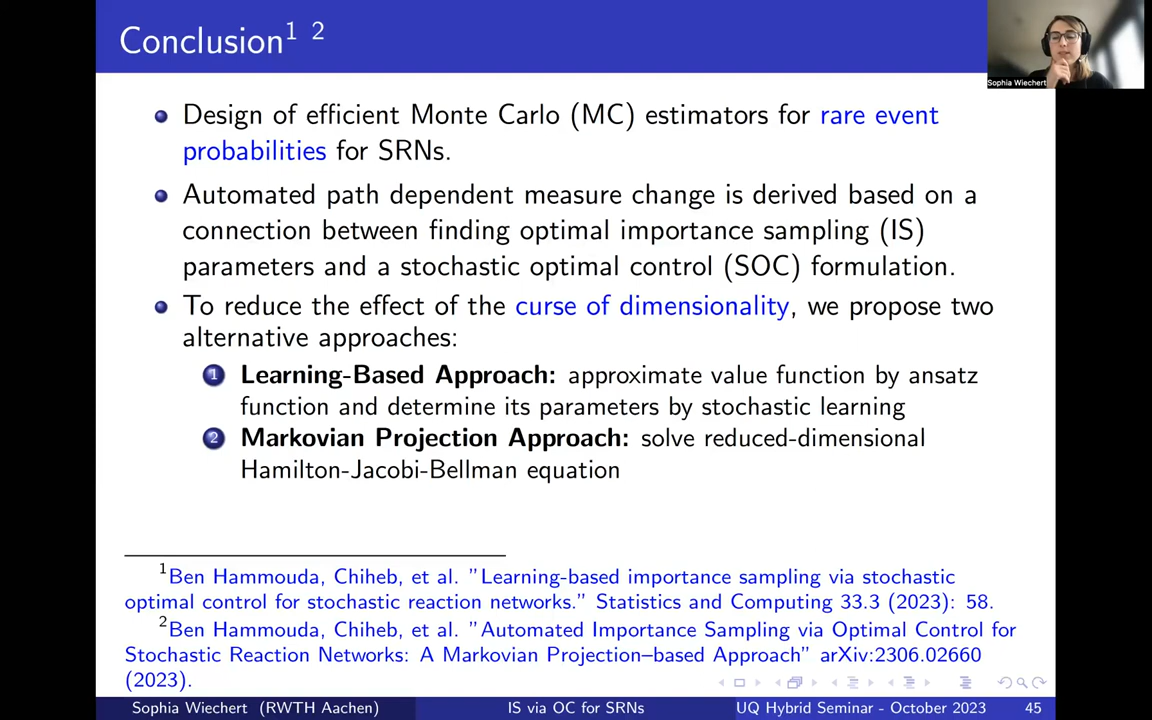 Conclusion1 2
Sophia Wiechert
Design of efficient Monte Carlo (MC) estimators for rare event
probabilities for SRNs.
Automated path dependent measure change is derived based on a
connection between finding optimal importance sampling (IS)
parameters and a stochastic optimal control (SOC) formulation.
To reduce the effect of the curse of dimensionality, we propose two
alternative approaches:
1 Learning-Based Approach: approximate value function by ansatz
function and determine its parameters by stochastic learning
2 Markovian Projection Approach: solve reduced-dimensional
Hamilton-Jacobi-Bellman equation
1Ben Hammouda, Chiheb, et al. "Learning-based importance sampling via stochastic
optimal control for stochastic reaction networks." Statistics and Computing 33.3 (2023): 58.
2Ben Hammouda, Chiheb, et al. "Automated Importance Sampling via Optimal Control for
Stochastic Reaction Networks: A Markovian Projection–based Approach" arXiv:2306.02660
(2023).
Sophia Wiechert (RWTH Aachen) IS via OC for SRNs UQ Hybrid Seminar - October 2023 45